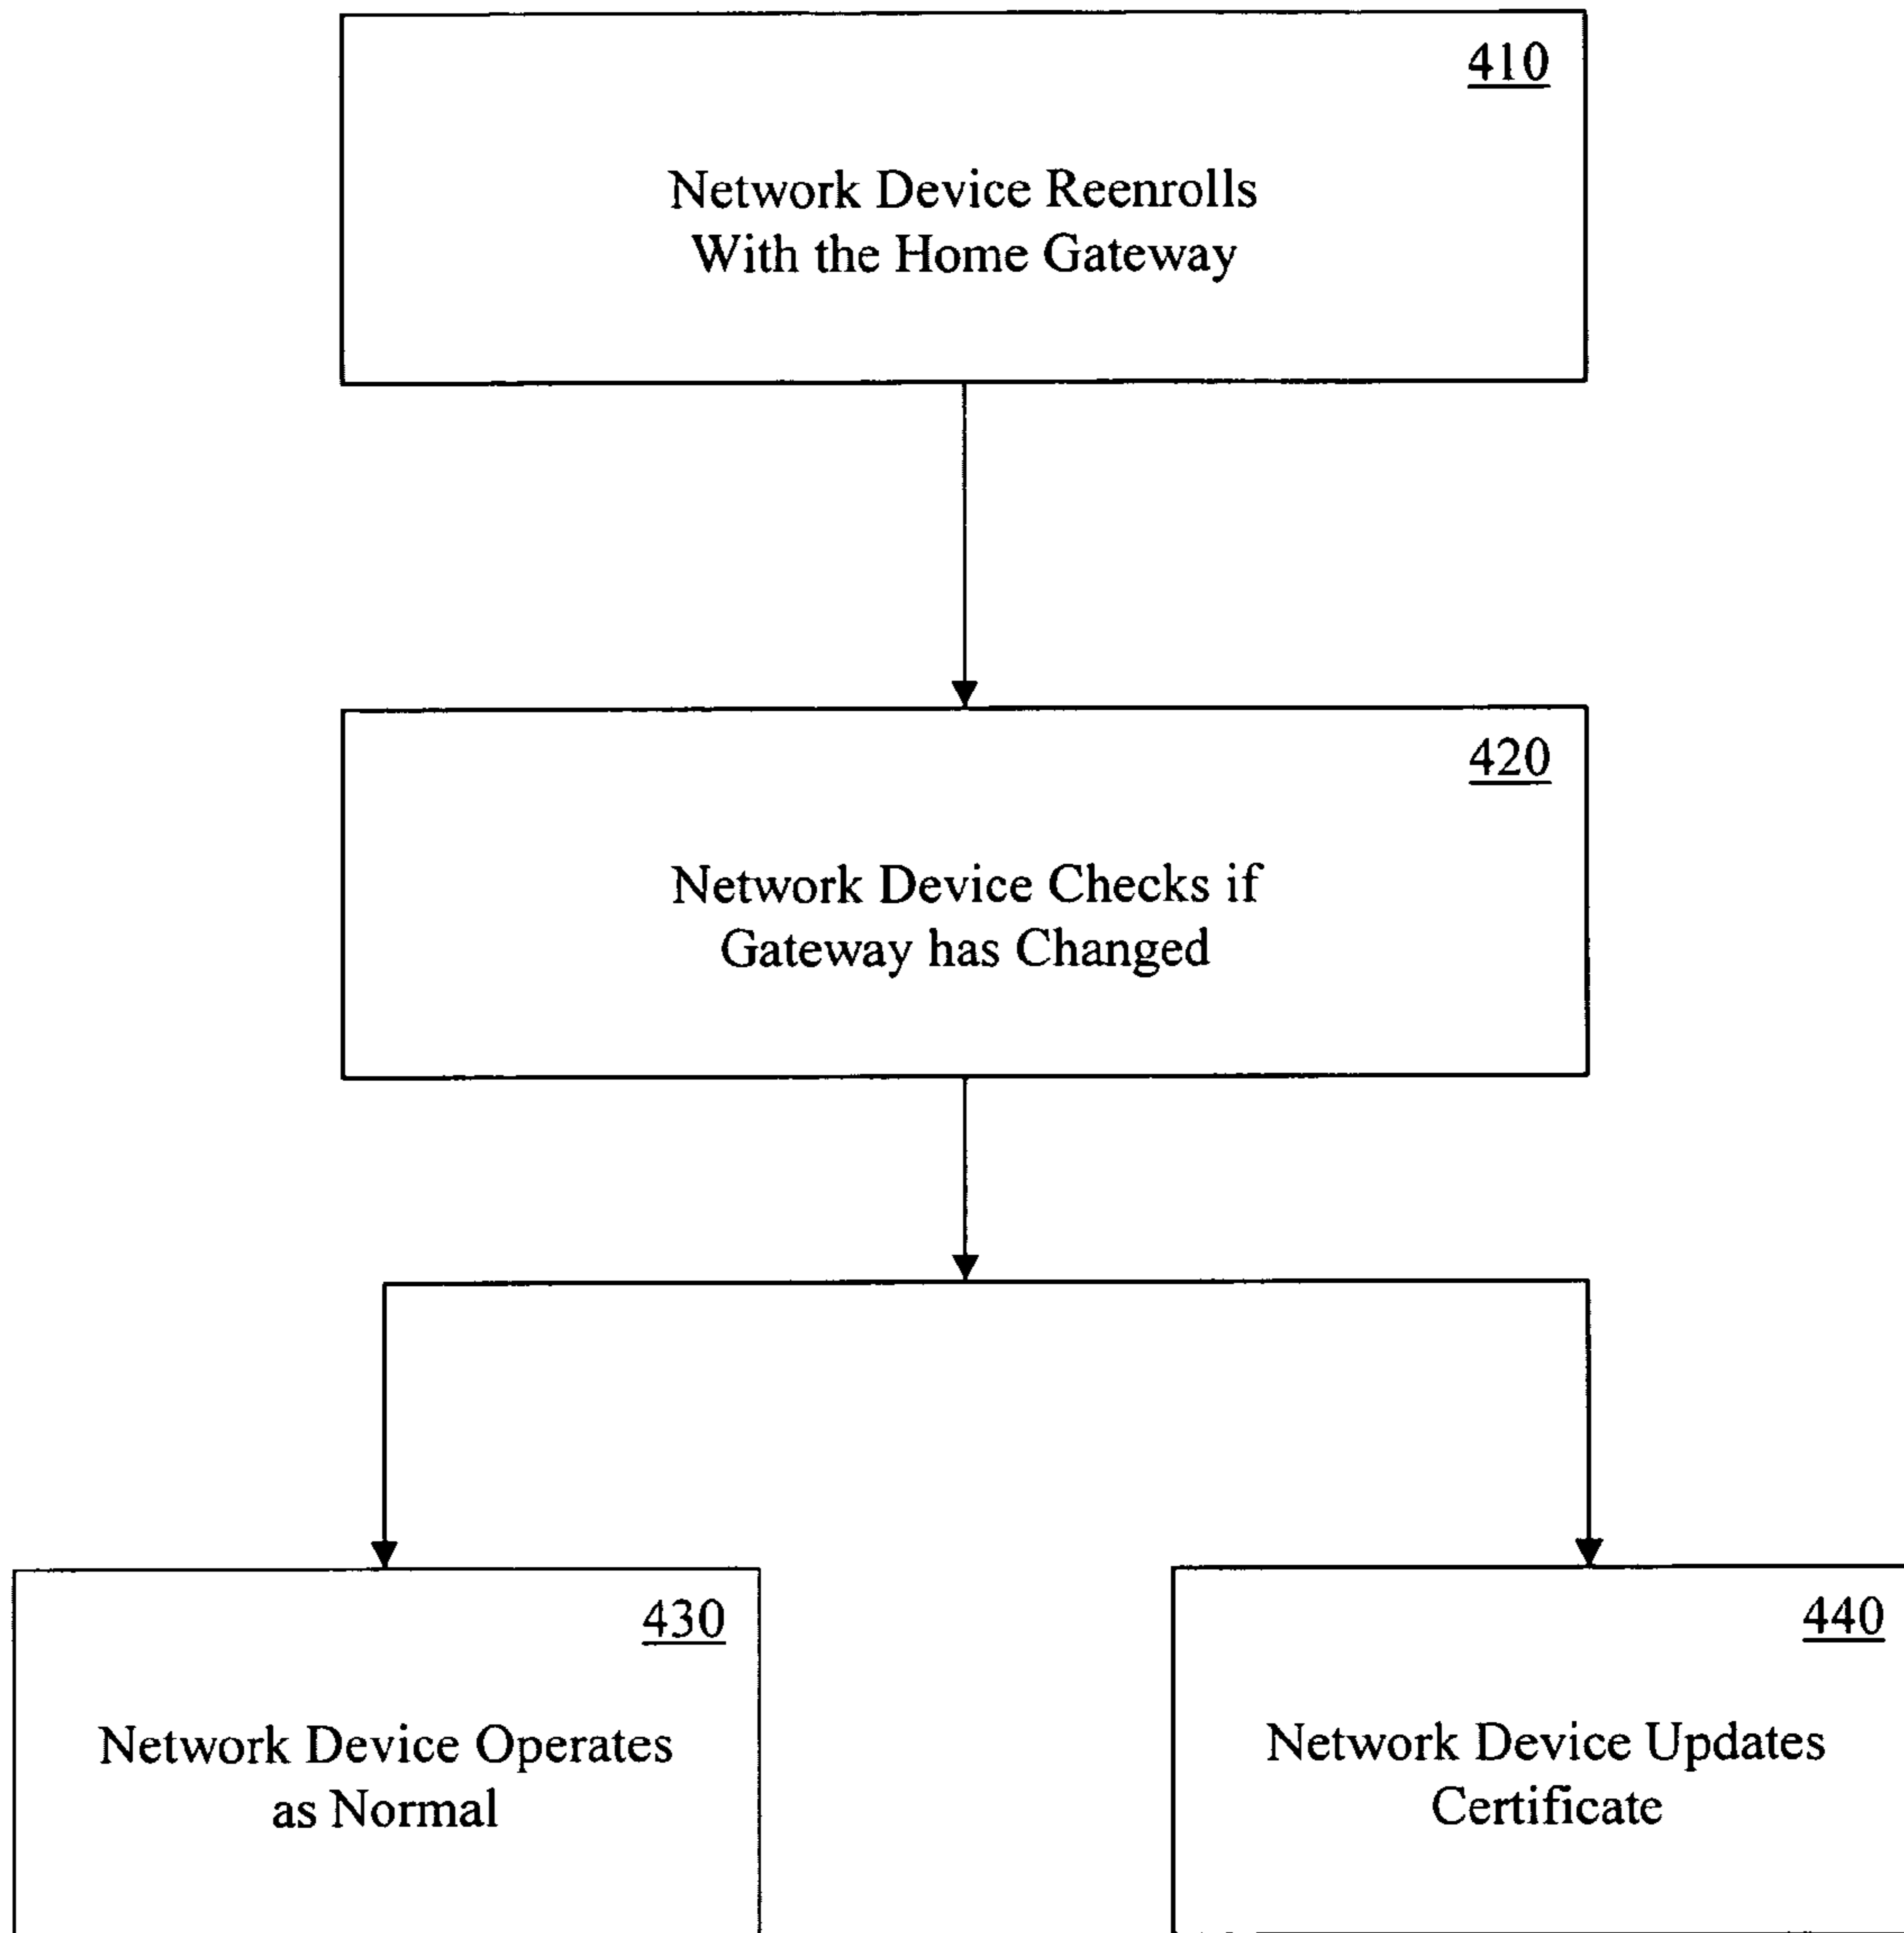 410
Network Device Reenrolls
With the Home Gateway
420
Network Device Checks if
Gateway has Changed
430
Network Device Operates
as Normal
440
Network Device Updates
Certificate